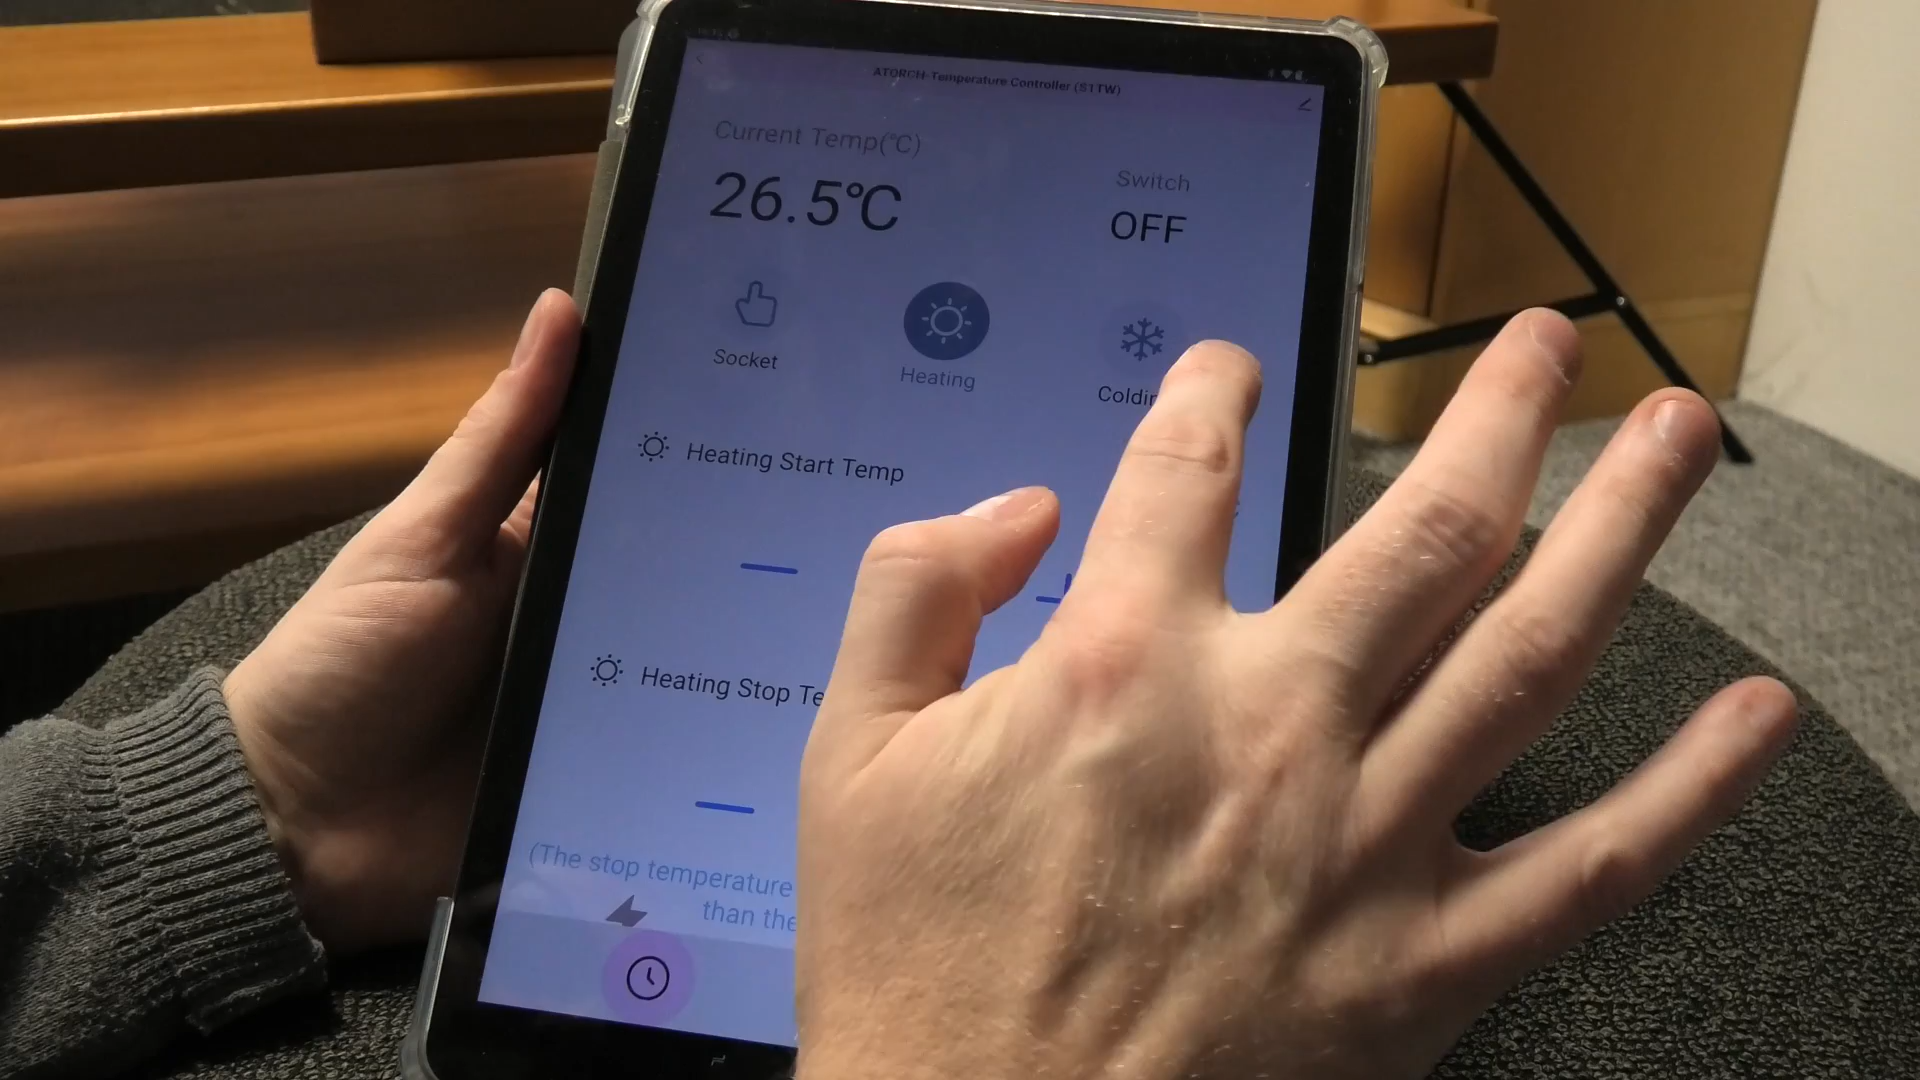 ATORCH-Temperature Controller (S1TW)
Current Temp(℃)
26.5℃
Switch
OFF
Socket
Heating
Heating Start Temp
Heating Stop
(The stop temperature
than the